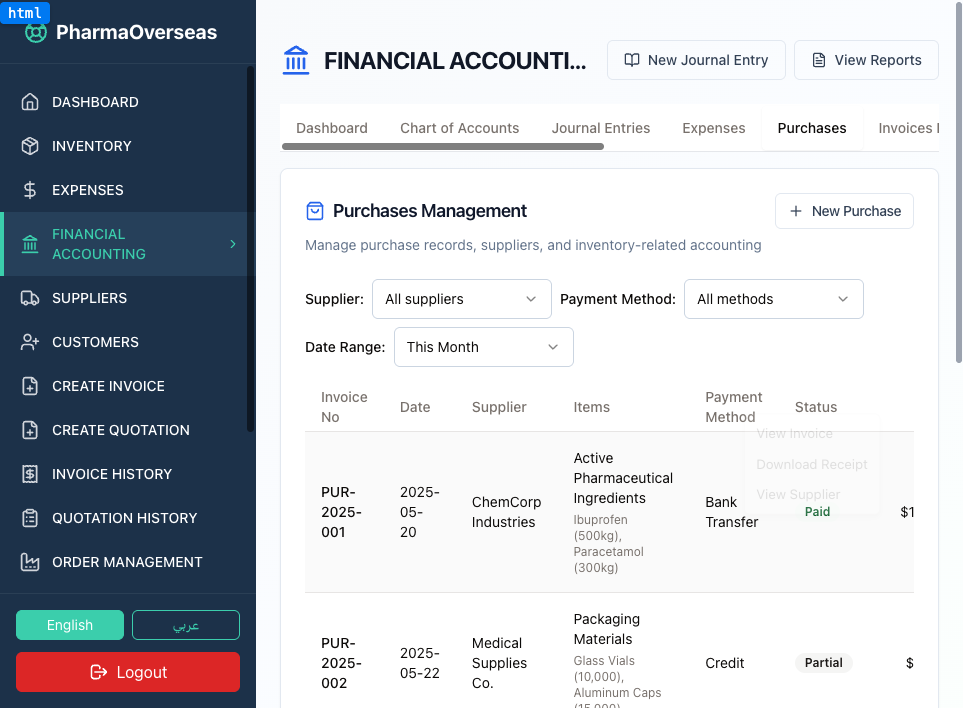 html
PharmaOverseas
DASHBOARD
INVENTORY
EXPENSES
FINANCIAL
ACCOUNTING
SUPPLIERS
CUSTOMERS
CREATE INVOICE
CREATE QUOTATION
INVOICE HISTORY
QUOTATION HISTORY
ORDER MANAGEMENT
English
عربي
Logout
FINANCIAL ACCOUNTI...
New Journal Entry
View Reports
Dashboard
Chart of Accounts
Journal Entries
Expenses
Purchases
Invoices
Purchases Management
New Purchase
Manage purchase records, suppliers, and inventory-related accounting
Supplier:
All suppliers
Payment Method:
All methods
Date Range:
This Month
Invoice
No
Date
Supplier
Items
Payment
Method
Status
View Invoice
Download Receipt
View Supplier
PUR-
2025-
001
2025-
05-
20
ChemCorp
Industries
Active
Pharmaceutical
Ingredients
Ibuprofen
(500kg),
Paracetamol
(300kg)
Bank
Transfer
Paid
$1
PUR-
2025-
002
2025-
05-22
Medical
Supplies
Co.
Packaging
Materials
Glass Vials
(10,000),
Aluminum Caps
(15,000)
Credit
Partial
$